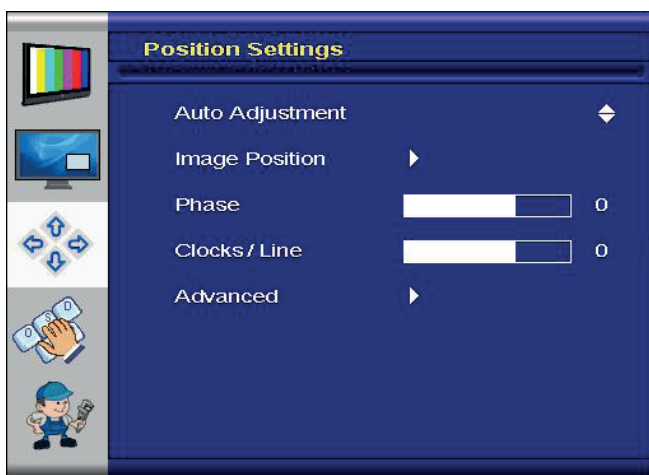 Position Settings
Auto Adjustment
Image Position
Phase 0
Clocks / Line 0
Advanced
O S D